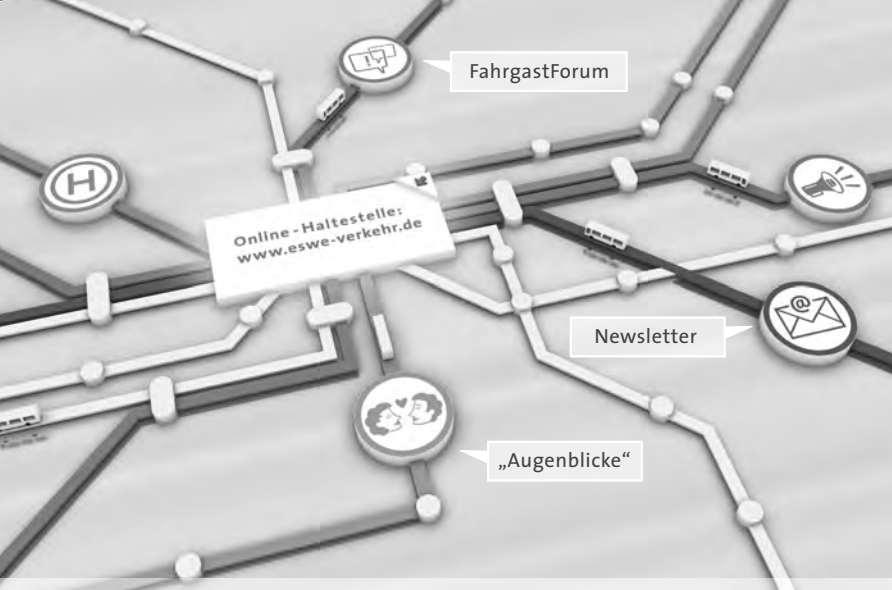 FahrgastForum
H
Online-Haltestelle:
www.eswe-verkehr.de
@
Newsletter
„Augenblicke“